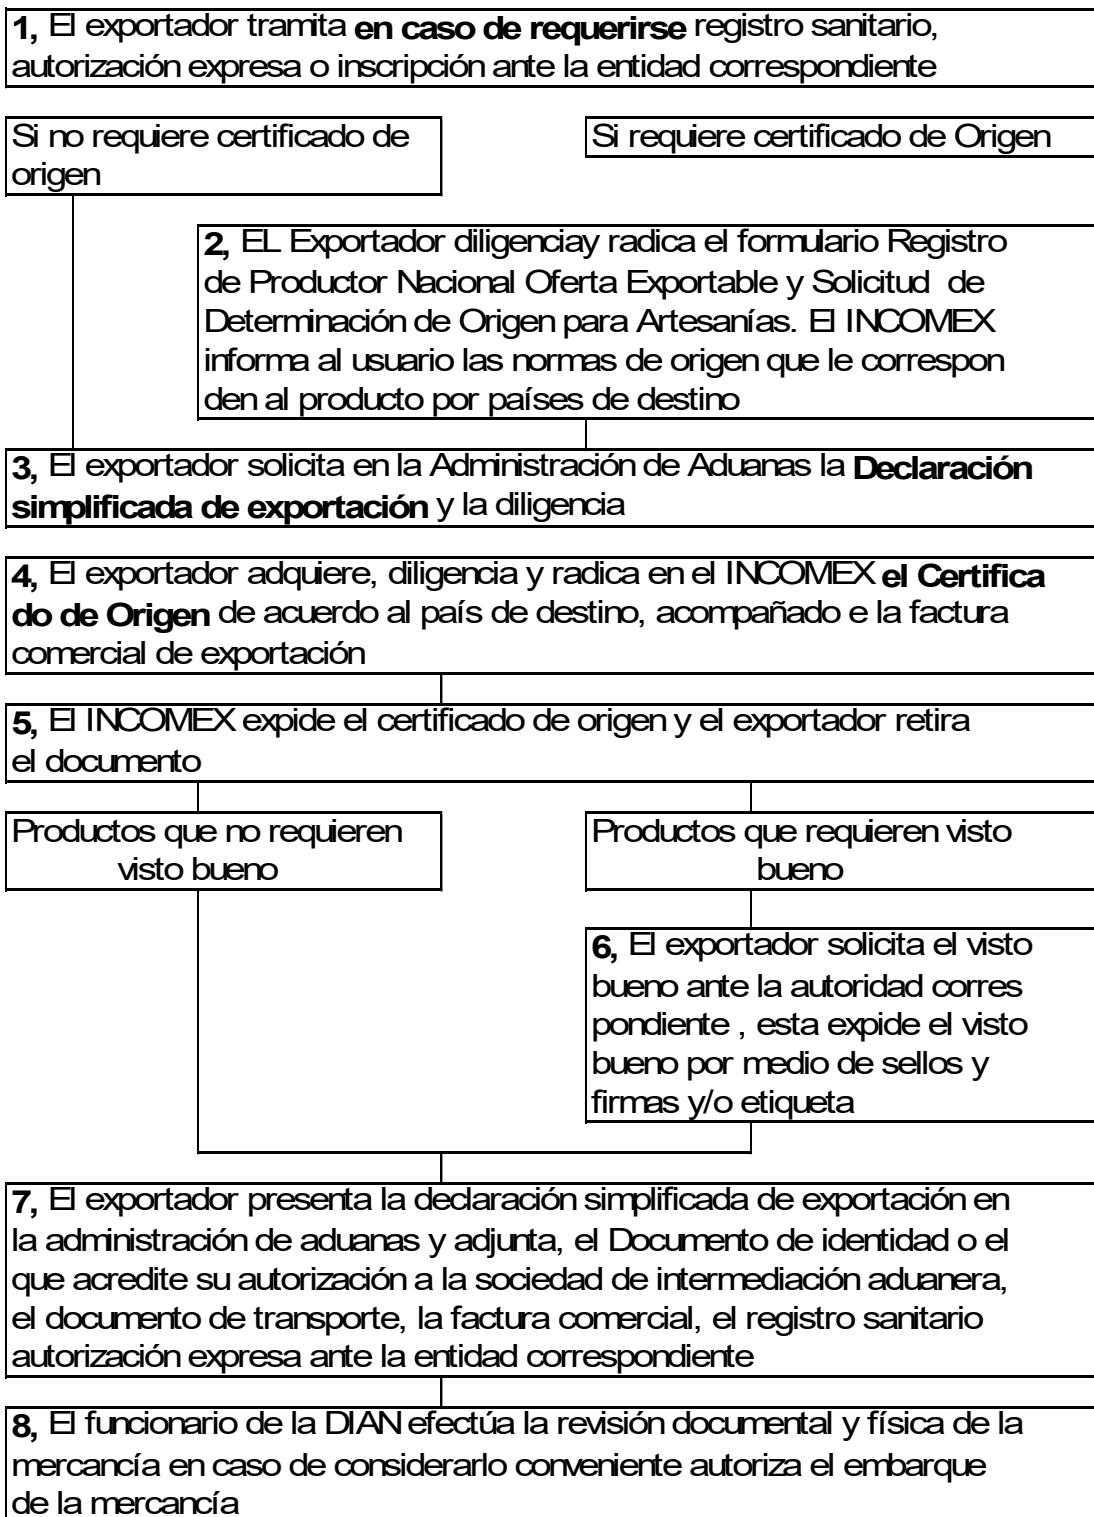 1, El exportador tramita en caso de requerirse registro sanitario,
autorización expresa o inscripción ante la entidad correspondiente
Si no requiere certificado de
origen
Si requiere certificado de Origen
2, EL Exportador diligenciay radica el formulario Registro
de Productor Nacional Oferta Exportable y Solicitud de
Determinación de Origen para Artesanías. El INCOMEX
informa al usuario las normas de origen que le correspon
den al producto por países de destino
3, El exportador solicita en la Administración de Aduanas la Declaración
simplificada de exportación y la diligencia
4, El exportador adquiere, diligencia y radica en el INCOMEX el Certifica
do de Origen de acuerdo al país de destino, acompañado e la factura
comercial de exportación
5, El INCOMEX expide el certificado de origen y el exportador retira
el documento
Productos que no requieren
visto bueno
Productos que requieren visto
bueno
6, El exportador solicita el visto
bueno ante la autoridad corres
pondiente , esta expide el visto
bueno por medio de sellos y
firmas y/o etiqueta
7, El exportador presenta la declaración simplificada de exportación en
la administración de aduanas y adjunta, el Documento de identidad o el
que acredite su autorización a la sociedad de intermediación aduanera,
el documento de transporte, la factura comercial, el registro sanitario
autorización expresa ante la entidad correspondiente
8, El funcionario de la DIAN efectúa la revisión documental y física de la
mercancía en caso de considerarlo conveniente autoriza el embarque
de la mercancía